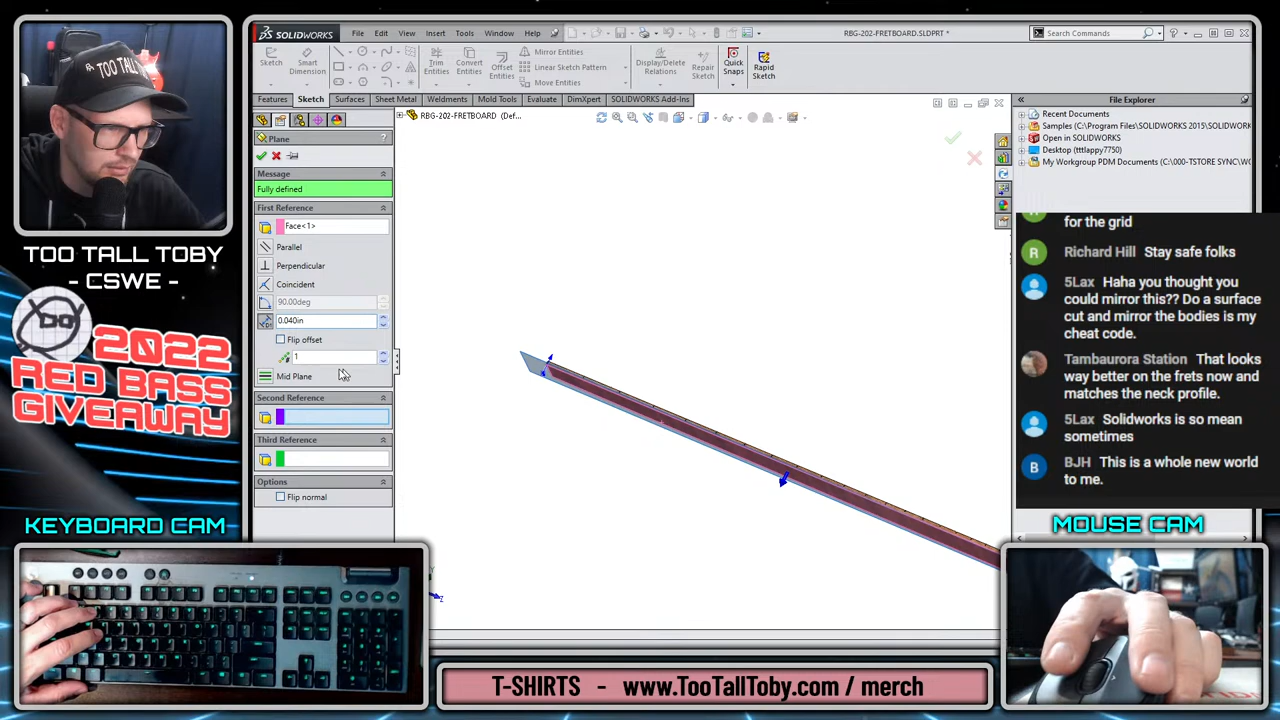 SOLIDWORKS
File
Edit
View
Insert
Tools
Window
Help
RBG-202-FRETBOARD.SLDPRT *
Search Commands
Sketch
Smart
Dimension
Trim
Entities
Convert
Entities
Offset
Entities
Mirror Entities
Linear Sketch Pattern
Move Entities
Display/Delete
Relations
Repair
Sketch
Quick
Snaps
Rapid
Sketch
Features
Sketch
Surfaces
Sheet Metal
Weldments
Mold Tools
Evaluate
DimXpert
SOLIDWORKS Add-Ins
Plane
?
Message
Fully defined
First Reference
Face<1>
Parallel
Perpendicular
Coincident
90.00deg
0.040in
Flip offset
1
Mid Plane
Second Reference
Third Reference
Options
Flip normal
RBG-202-FRETBOARD (Def...
Z
File Explorer
Recent Documents
Samples (C:\Program Files\SOLIDWORKS 2015\SOLIDWORK
Open in SOLIDWORKS
Desktop (tttlappy7750)
My Workgroup PDM Documents (C:\000-TSTORE SYNC\W
for the grid
R
Richard Hill Stay safe folks
5Lax Haha you thought you
could mirror this?? Do a surface
cut and mirror the bodies is my
cheat code.
Tambaurora Station That looks
way better on the frets now and
matches the neck profile.
5Lax Solidworks is so mean
sometimes
B
BJH This is a whole new world
to me.
TOO TALL TOBY
TOO TALL TOBY
- CSWE -
2022
RED BASS
GIVEAWAY
KEYBOARD CAM
MOUSE CAM
T-SHIRTS - www.TooTallToby.com / merch